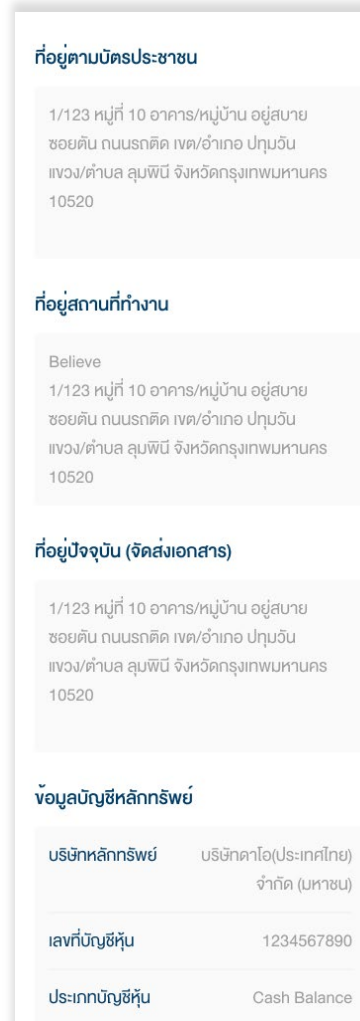 ที่อยู่ตามบัตรประชาชน
1/123 หมู่ที่ 10 อาคาร/หมู่บ้าน อยู่สบาย
ซอยตัน ถนนรถติด เขต/อำเภอ ปทุมวัน
แขวง/ตำบล ลุมพินี จังหวัดกรุงเทพมหานคร
10520
ที่อยู่สถานที่ทำงาน
Believe
1/123 หมู่ที่ 10 อาคาร/หมู่บ้าน อยู่สบาย
ซอยตัน ถนนรถติด เขต/อำเภอ ปทุมวัน
แขวง/ตำบล ลุมพินี จังหวัดกรุงเทพมหานคร
10520
ที่อยู่ปัจจุบัน (จัดส่งเอกสาร)
1/123 หมู่ที่ 10 อาคาร/หมู่บ้าน อยู่สบาย
ซอยตัน ถนนรถติด เขต/อำเภอ ปทุมวัน
แขวง/ตำบล ลุมพินี จังหวัดกรุงเทพมหานคร
10520
ข้อมูลบัญชีหลักทรัพย์
บริษัทหลักทรัพย์ บริษัทดาโอ(ประเทศไทย)
จำกัด (มหาชน)
เลขที่บัญชีหุ้น 1234567890
ประเภทบัญชีหุ้น Cash Balance